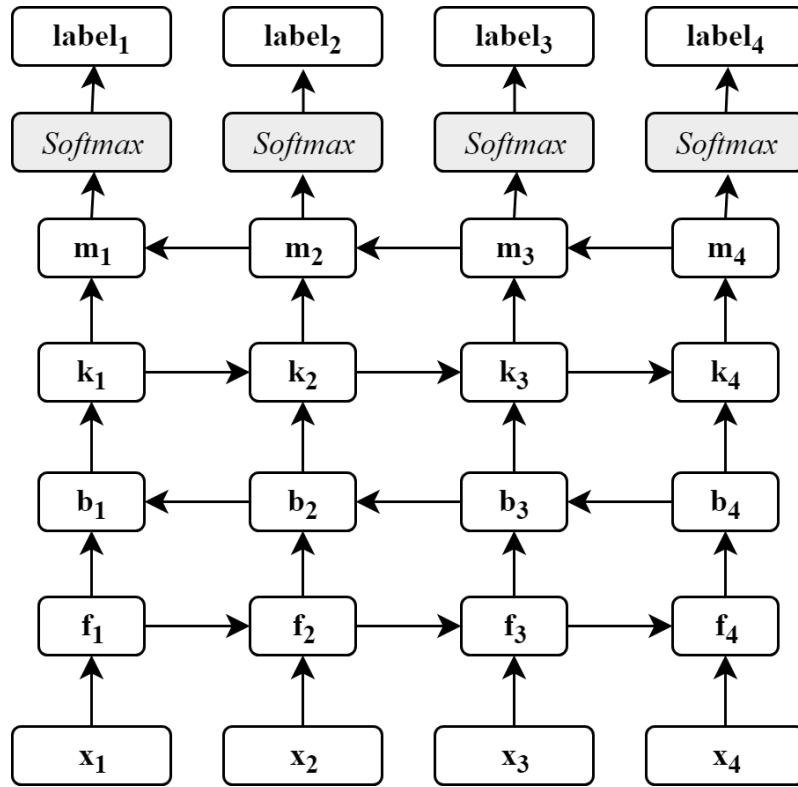 label₁ label₂ label₃ label₄
Softmax Softmax Softmax Softmax
m₁ m₂ m₃ m₄
k₁ k₂ k₃ k₄
b₁ b₂ b₃ b₄
f₁ f₂ f₃ f₄
x₁ x₂ x₃ x₄